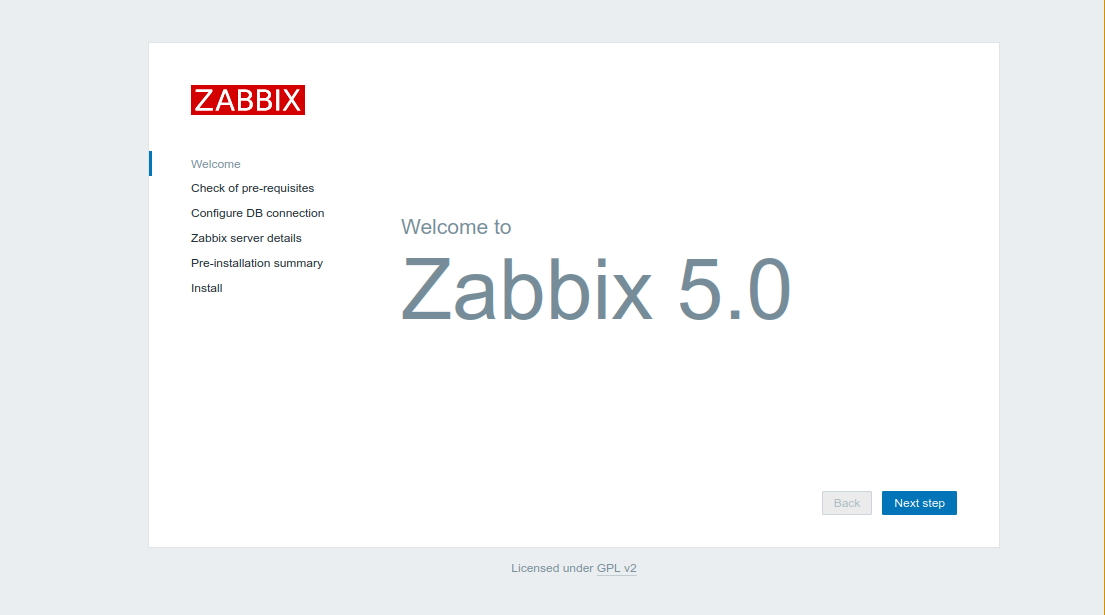 ZABBIX
Welcome
Check of pre-requisites
Configure DB connection
Zabbix server details
Pre-installation summary
Install
Welcome to
Zabbix 5.0
Back
Next step
Licensed under GPL v2